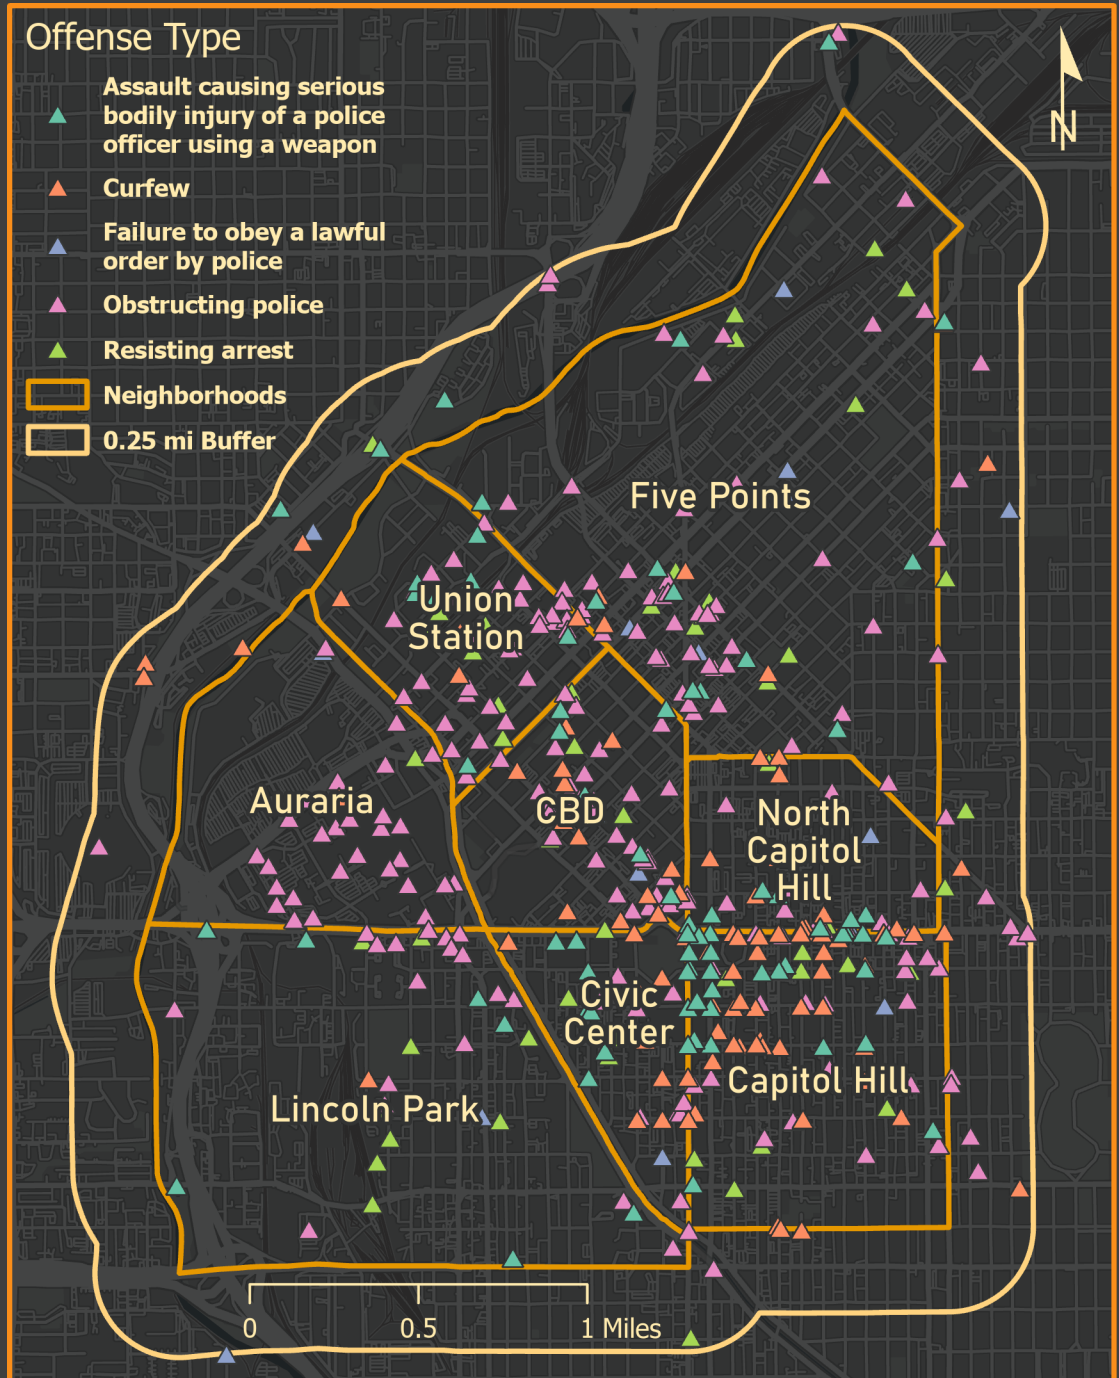 Offense Type
Assault causing serious
bodily injury of a police
officer using a weapon
Curfew
Failure to obey a lawful
order by police
Obstructing police
Resisting arrest
Neighborhoods
0.25 mi Buffer
N
Five Points
Union
Station
Auraria
CBD
North
Capitol
Hill
Civic
Center
Capitol Hill
Lincoln Park
0 0.5 1 Miles